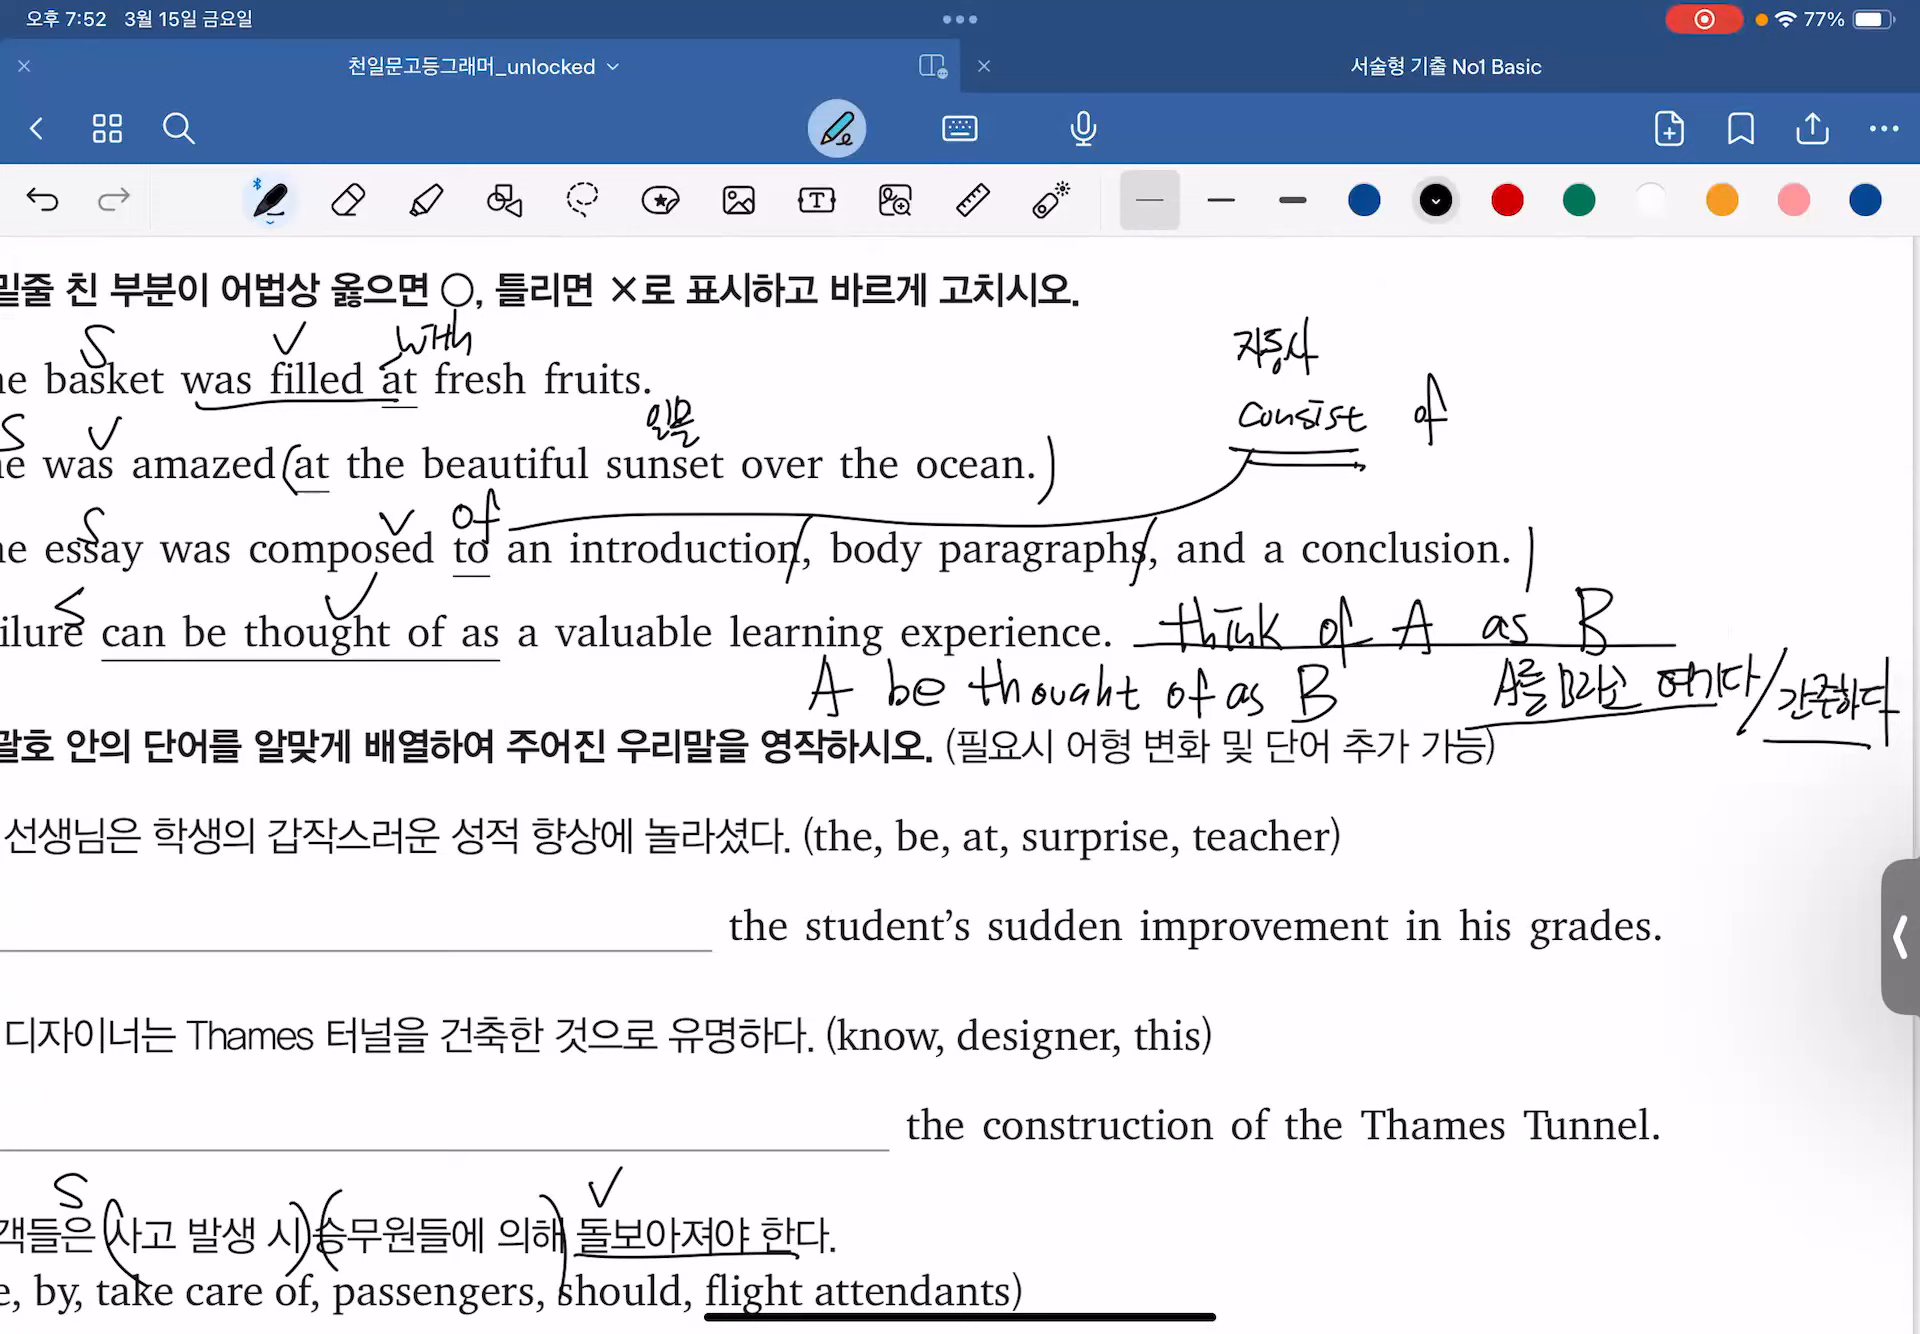 오후 7:52 3월 15일 금요일
77%
천일문고등그래머_unlocked
서술형 기출 No1 Basic
밑줄 친 부분이 어법상 옳으면 ○, 틀리면 ×로 표시하고 바르게 고치시오.
S V with
자동사
ne basket was filled at fresh fruits.
consist of
S V 인물
ne was amazed (at the beautiful sunset over the ocean.)
S V of
ne essay was composed to an introduction, body paragraphs, and a conclusion.
S V
ilure can be thought of as a valuable learning experience. think of A as B
A be thought of as B A를 B라고 여기다/간주하다
괄호 안의 단어를 알맞게 배열하여 주어진 우리말을 영작하시오. (필요시 어형 변화 및 단어 추가 가능)
선생님은 학생의 갑작스러운 성적 향상에 놀라셨다. (the, be, at, surprise, teacher)
the student's sudden improvement in his grades.
디자이너는 Thames 터널을 건축한 것으로 유명하다. (know, designer, this)
the construction of the Thames Tunnel.
S V
객들은 (사고 발생 시) (승무원들에 의해) 돌보아져야 한다.
e, by, take care of, passengers, should, flight attendants)